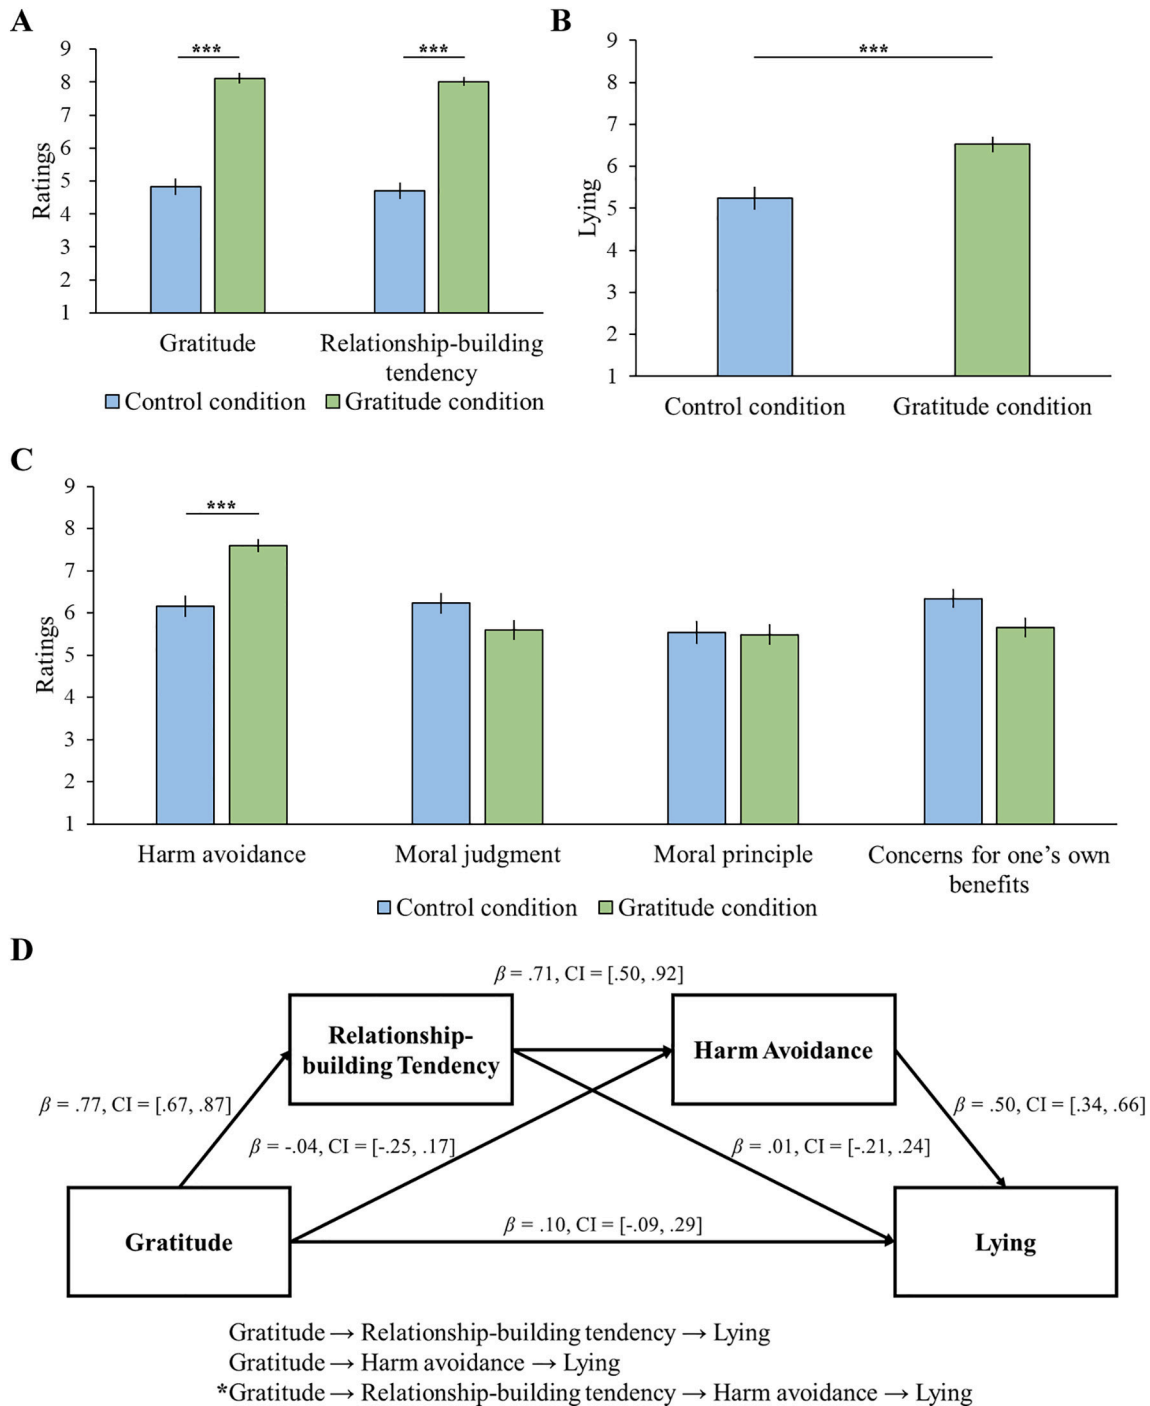 A
9
8
7
6
5
4
3
2
1
Ratings
***
***
Gratitude
Relationship-building
tendency
Control condition
Gratitude condition
B
9
8
7
6
5
4
3
2
1
Lying
***
Control condition
Gratitude condition
C
9
8
7
6
5
4
3
2
1
Ratings
***
Harm avoidance
Moral judgment
Moral principle
Concerns for one's own
benefits
Control condition
Gratitude condition
D
β = .71, CI = [.50, .92]
Relationship-
building Tendency
Harm Avoidance
β = .77, CI = [.67, .87]
β = .50, CI = [.34, .66]
β = -.04, CI = [-.25, .17]
β = .01, CI = [-.21, .24]
β = .10, CI = [-.09, .29]
Gratitude
Lying
Gratitude → Relationship-building tendency → Lying
Gratitude → Harm avoidance → Lying
*Gratitude → Relationship-building tendency → Harm avoidance → Lying